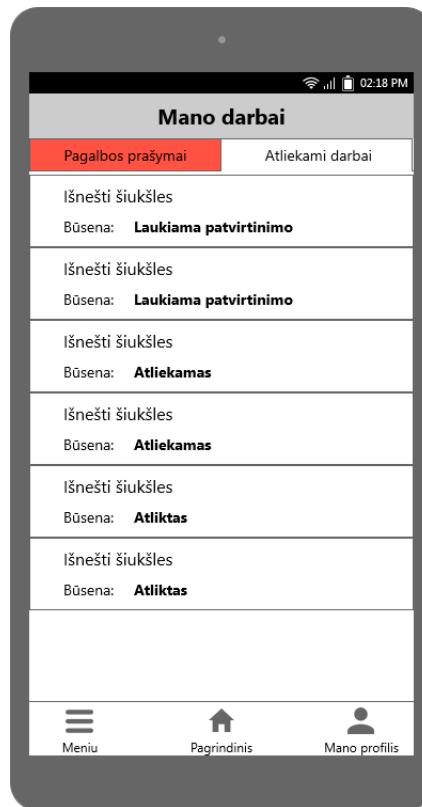 02:18 PM
Mano darbai
Pagalbos prašymai Atliekami darbai
Išnešti šiukšles
Būsena: Laukiama patvirtinimo
Išnešti šiukšles
Būsena: Laukiama patvirtinimo
Išnešti šiukšles
Būsena: Atliekamas
Išnešti šiukšles
Būsena: Atliekamas
Išnešti šiukšles
Būsena: Atliktas
Išnešti šiukšles
Būsena: Atliktas
Meniu Pagrindinis Mano profilis